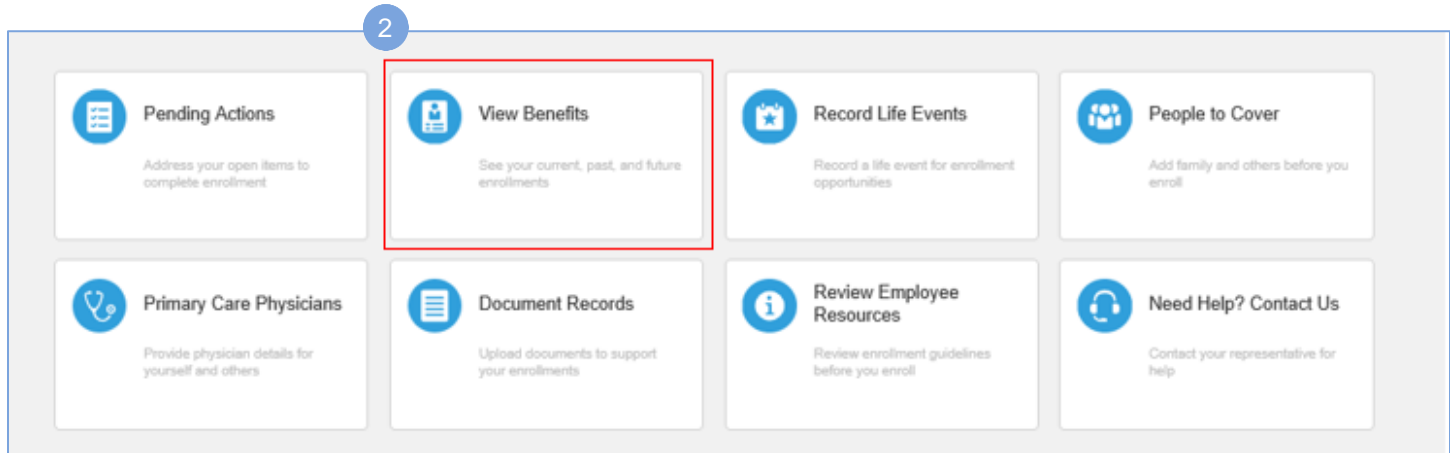 2
Pending Actions
Address your open items to
complete enrollment
View Benefits
See your current, past, and future
enrollments
Record Life Events
Record a life event for enrollment
opportunities
People to Cover
Add family and others before you
enroll
Primary Care Physicians
Provide physician details for
yourself and others
Document Records
Upload documents to support
your enrollments
Review Employee
Resources
Review enrollment guidelines
before you enroll
Need Help? Contact Us
Contact your representative for
help